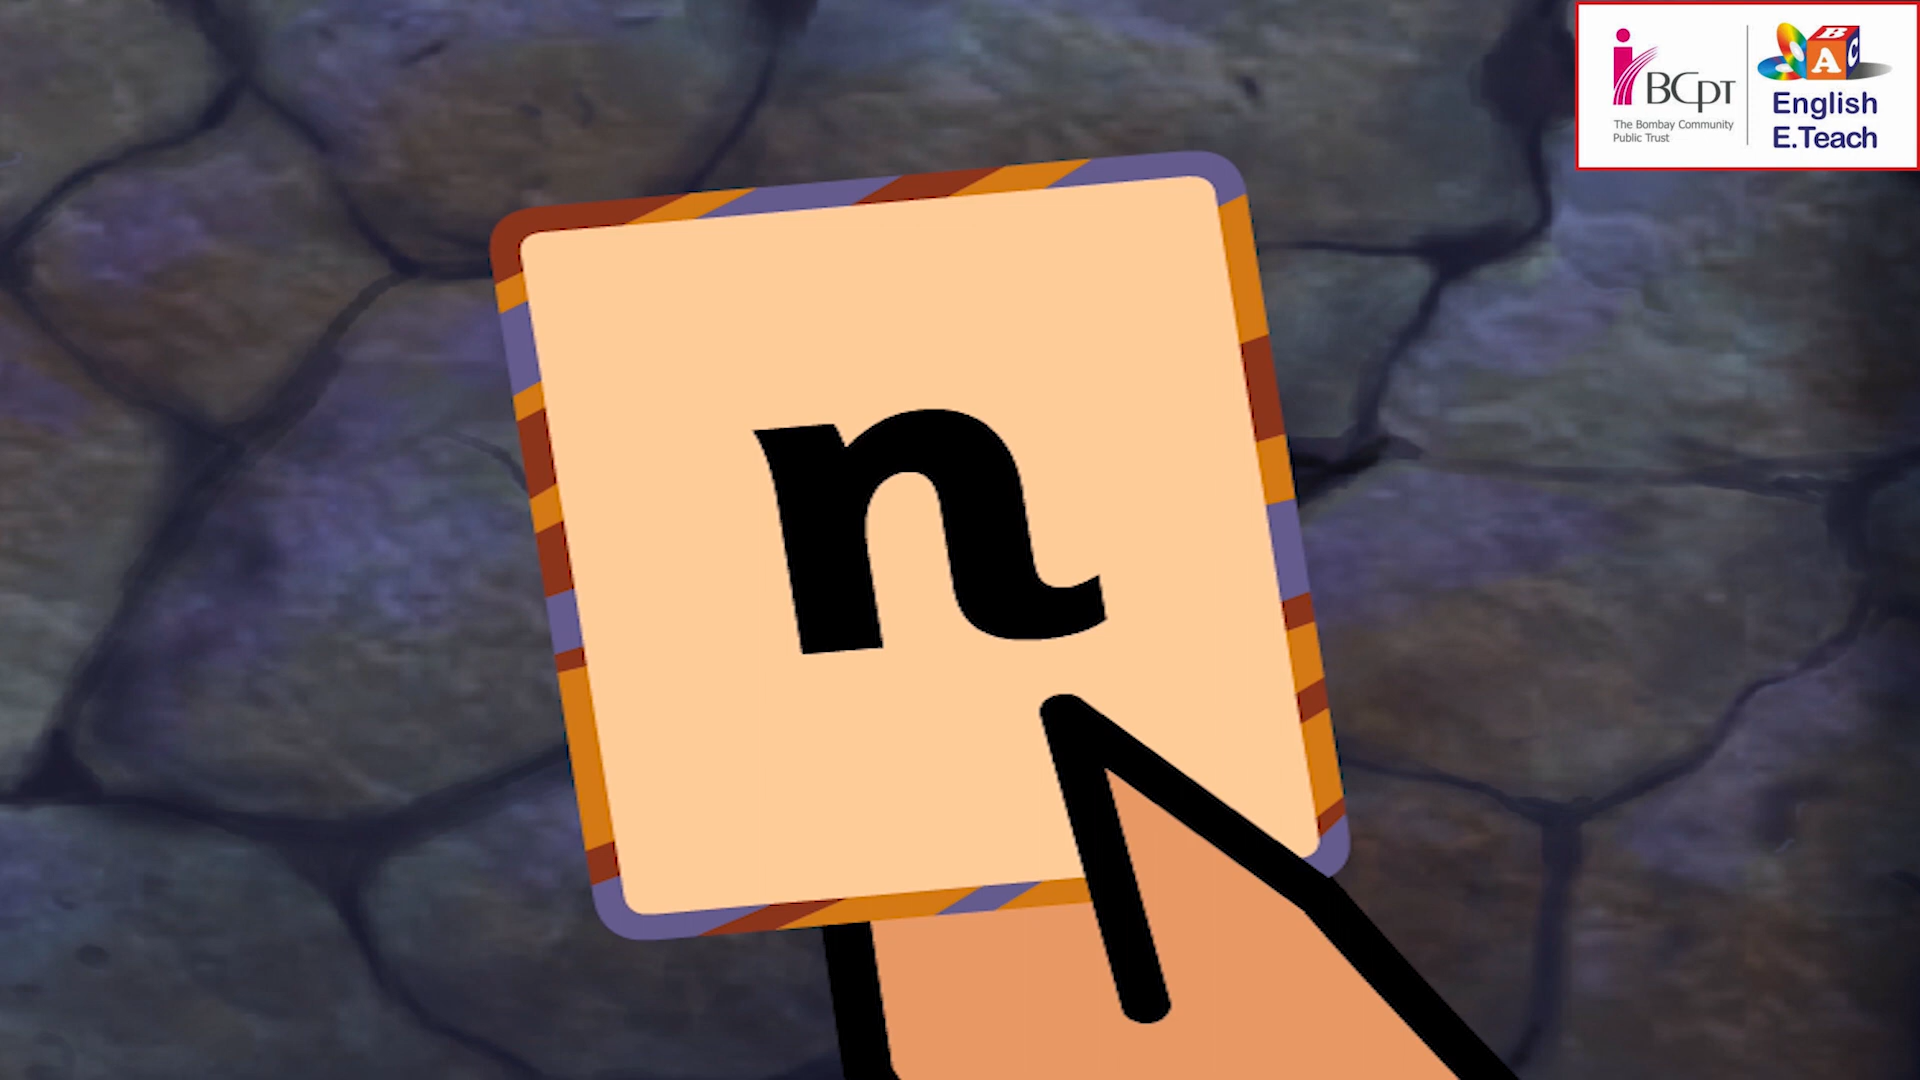 n
BCPT
The Bombay Community
Public Trust
B
A
C
English
E.Teach